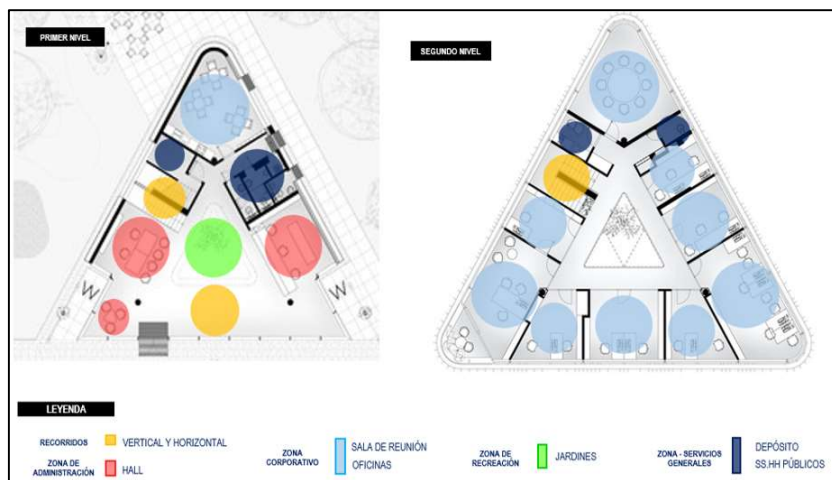 PRIMER NIVEL
SEGUNDO NIVEL
W
W
LEYENDA
RECORRIDOS
VERTICAL Y HORIZONTAL
ZONA DE
ADMINISTRACIÓN
HALL
ZONA
CORPORATIVO
SALA DE REUNIÓN
OFICINAS
ZONA DE
RECREACIÓN
JARDINES
ZONA - SERVICIOS
GENERALES
DEPÓSITO
SS.HH PÚBLICOS